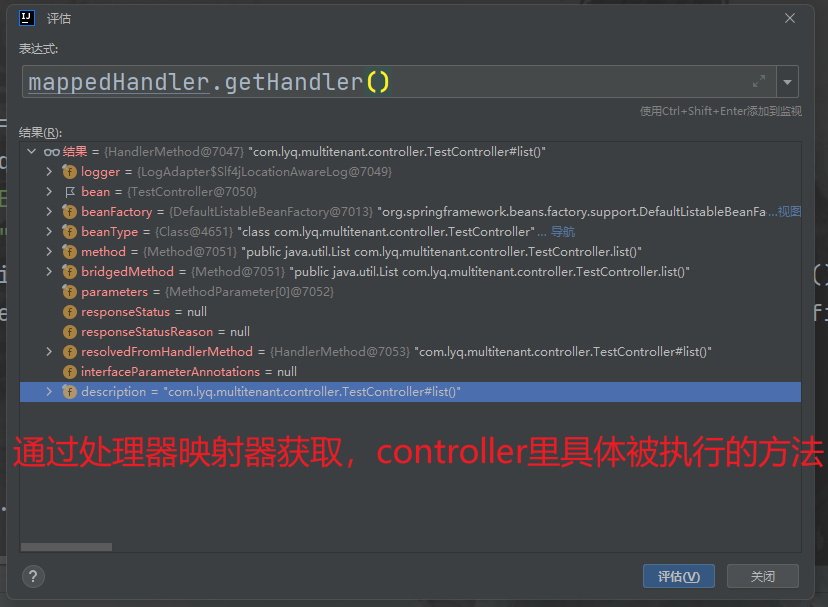 评估
表达式:
mappedHandler.getHandler()
使用Ctrl+Shift+Enter添加到监视
结果(R):
结果 = {HandlerMethod@7047} "com.lyq.multitenant.controller.TestController#list()"
logger = {LogAdapter$Slf4jLocationAwareLog@7049}
bean = {TestController@7050}
beanFactory = {DefaultListableBeanFactory@7013} "org.springframework.beans.factory.support.DefaultListableBeanFa... 视图
beanType = {Class@4651} "class com.lyq.multitenant.controller.TestController" ... 导航
method = {Method@7051} "public java.util.List com.lyq.multitenant.controller.TestController.list()"
bridgedMethod = {Method@7051} "public java.util.List com.lyq.multitenant.controller.TestController.list()"
parameters = {MethodParameter[0]@7052}
responseStatus = null
responseStatusReason = null
resolvedFromHandlerMethod = {HandlerMethod@7053} "com.lyq.multitenant.controller.TestController#list()"
interfaceParameterAnnotations = null
description = "com.lyq.multitenant.controller.TestController#list()"
通过处理器映射器获取，controller里具体被执行的方法
?
评估(V)
关闭